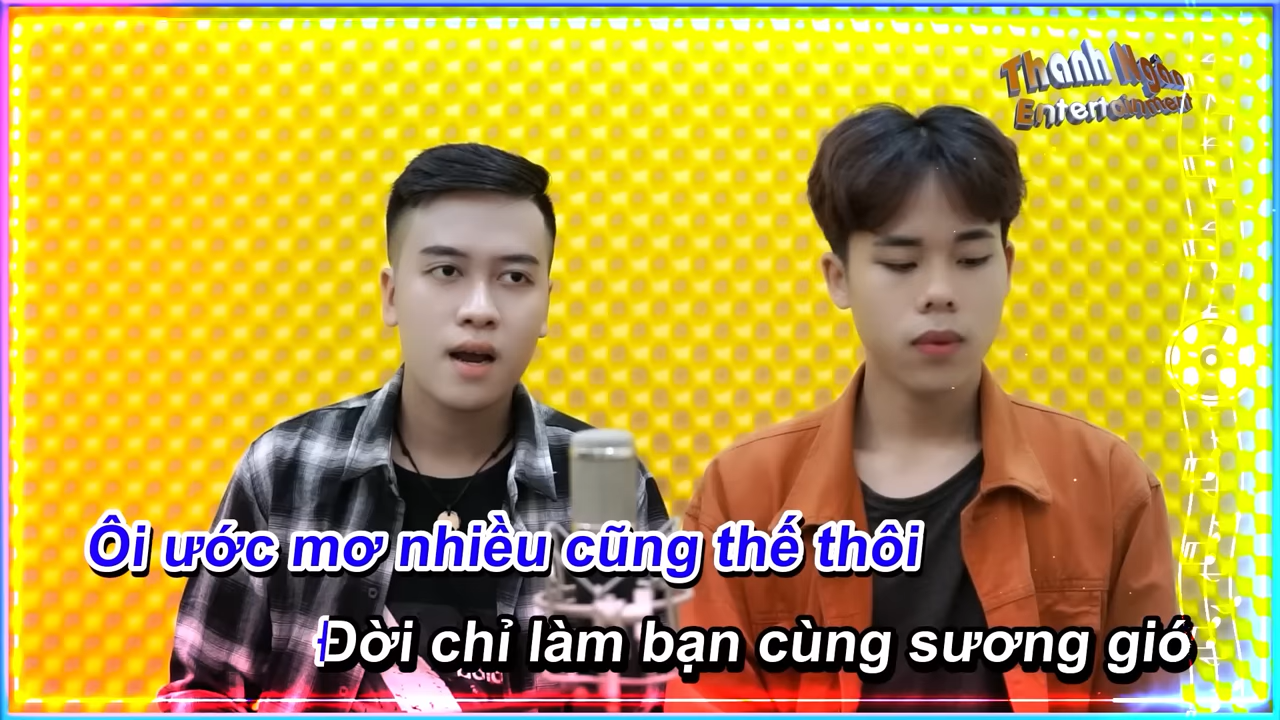 Thanh Ngân
Entertainment
Ôi ước mơ nhiều cũng thế thôi
Đời chỉ làm bạn cùng sương gió